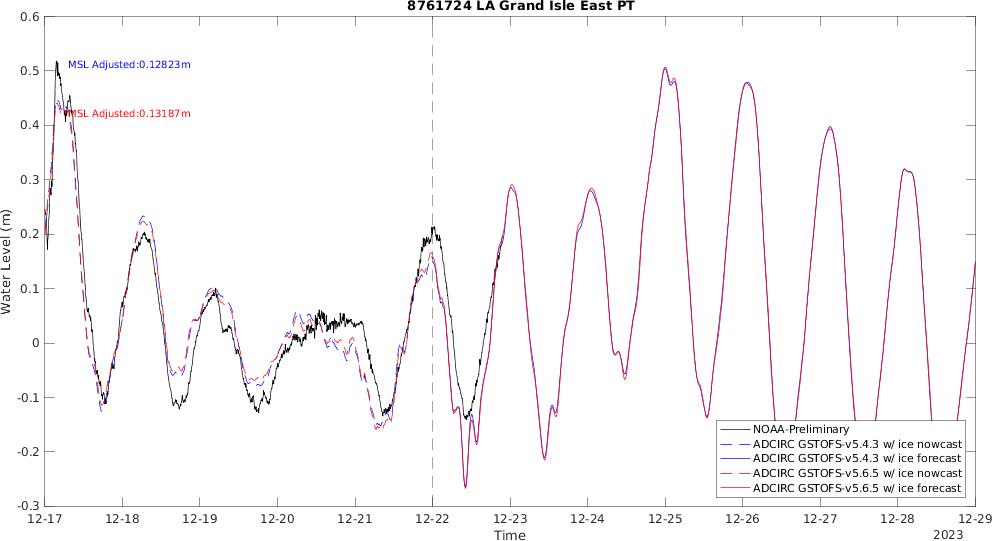 8761724 LA Grand Isle East PT
0.6
0.5
0.4
0.3
0.2
0.1
0
-0.1
-0.2
-0.3
Water Level (m)
MSL Adjusted:0.12823m
MSL Adjusted:0.13187m
NOAA-Preliminary
ADCIRC GSTOFS-v5.4.3 w/ ice nowcast
ADCIRC GSTOFS-v5.4.3 w/ ice forecast
ADCIRC GSTOFS-v5.6.5 w/ ice nowcast
ADCIRC GSTOFS-v5.6.5 w/ ice forecast
12-17 12-18 12-19 12-20 12-21 12-22 12-23 12-24 12-25 12-26 12-27 12-28 12-29
Time
2023